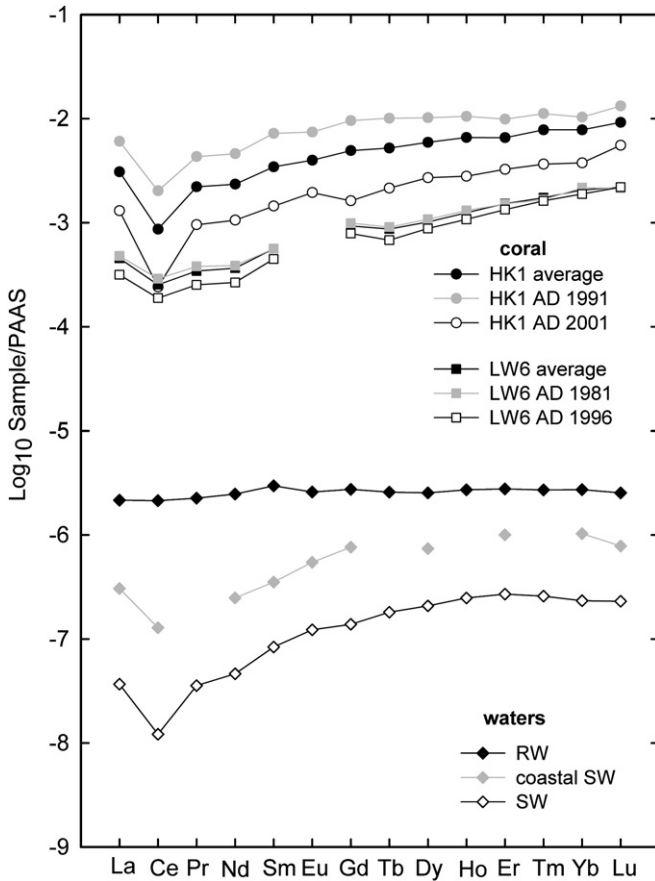 -1
-2
-3
-4
-5
-6
-7
-8
-9
Log10 Sample/PAAS
coral
HK1 average
HK1 AD 1991
HK1 AD 2001
LW6 average
LW6 AD 1981
LW6 AD 1996
waters
RW
coastal SW
SW
La Ce Pr Nd Sm Eu Gd Tb Dy Ho Er Tm Yb Lu